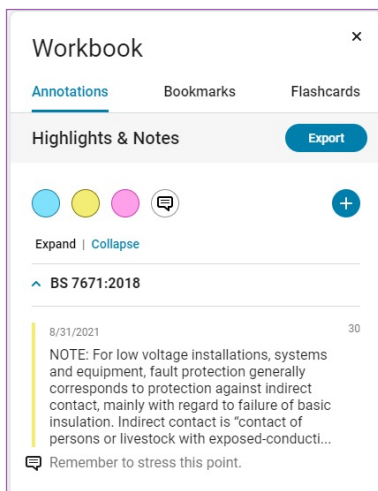 Workbook
Annotations Bookmarks Flashcards
Highlights & Notes Export
Expand | Collapse
BS 7671:2018
8/31/2021 30
NOTE: For low voltage installations, systems
and equipment, fault protection generally
corresponds to protection against indirect
contact, mainly with regard to failure of basic
insulation. Indirect contact is “contact of
persons or livestock with exposed-conducti...
Remember to stress this point.